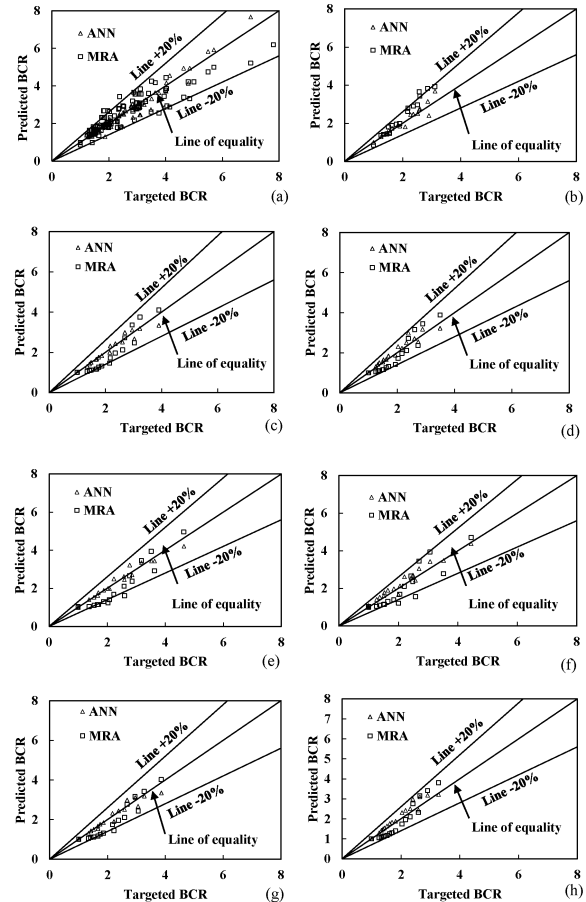 8
6
4
2
0
Predicted BCR
ANN
MRA
Line +20%
Line -20%
Line of equality
0 2 4 6 8
Targeted BCR
(a)
8
6
4
2
0
Predicted BCR
ANN
MRA
Line +20%
Line -20%
Line of equality
0 2 4 6 8
Targeted BCR
(b)
8
6
4
2
0
Predicted BCR
ANN
MRA
Line +20%
Line -20%
Line of equality
0 2 4 6 8
Targeted BCR
(c)
8
6
4
2
0
Predicted BCR
ANN
MRA
Line +20%
Line -20%
Line of equality
0 2 4 6 8
Targeted BCR
(d)
8
6
4
2
0
Predicted BCR
ANN
MRA
Line +20%
Line -20%
Line of equality
0 2 4 6 8
Targeted BCR
(e)
8
6
4
2
0
Predicted BCR
ANN
MRA
Line +20%
Line -20%
Line of equality
0 2 4 6 8
Targeted BCR
(f)
8
6
4
2
0
Predicted BCR
ANN
MRA
Line +20%
Line -20%
Line of equality
0 2 4 6 8
Targeted BCR
(g)
8
7
6
5
4
3
2
1
0
Predicted BCR
ANN
MRA
Line +20%
Line -20%
Line of equality
0 2 4 6 8
Targeted BCR
(h)